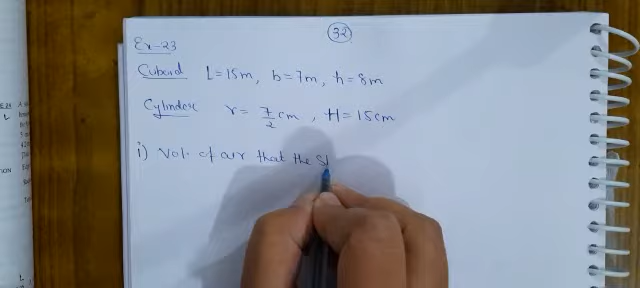 32
Ex-23
Cuboid L=15m, b=7m, h=8m
Cylinder r= 7/2 cm, H=15cm
i) Vol. of air that the